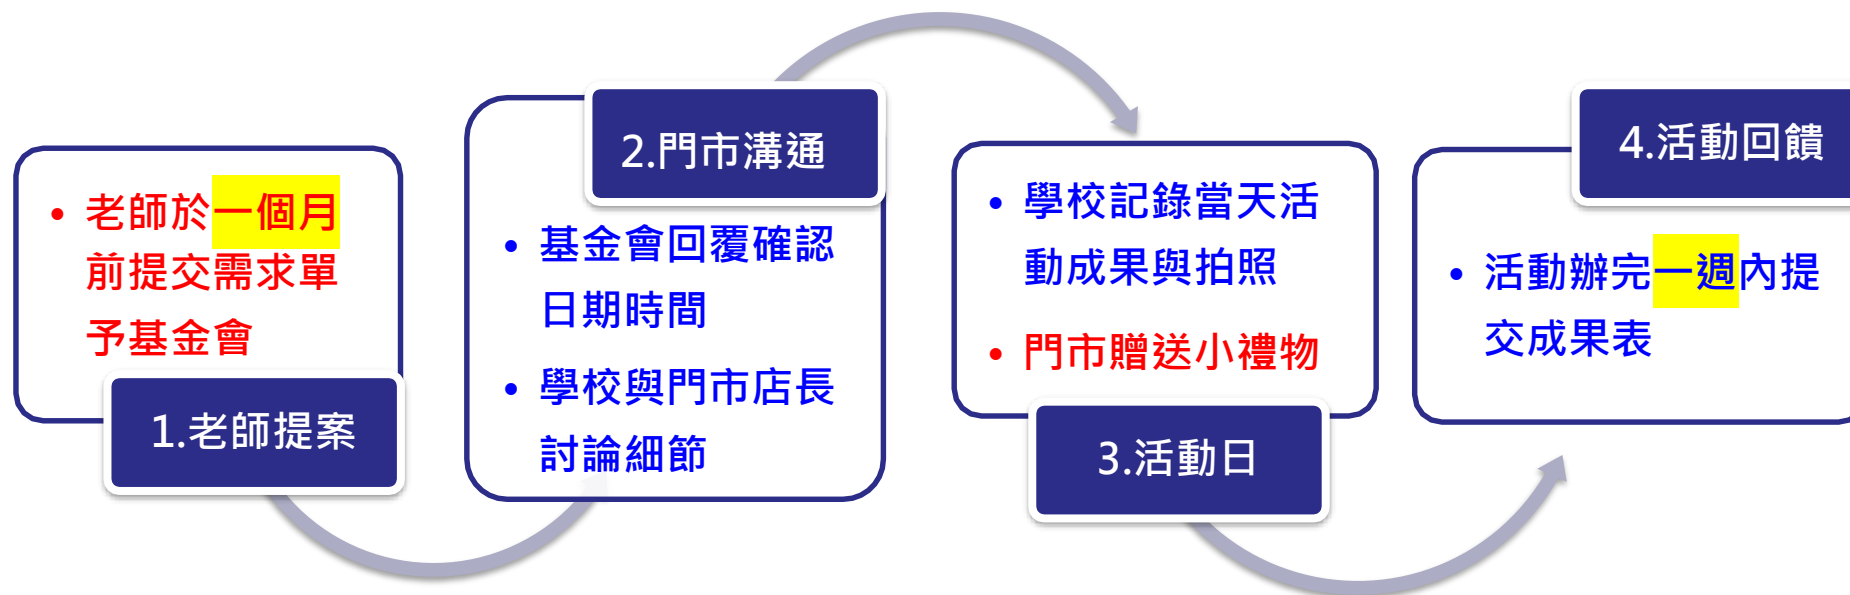 • 老師於一個月
前提交需求單
予基金會
1.老師提案
2.門市溝通
• 基金會回覆確認
日期時間
• 學校與門市店長
討論細節
• 學校記錄當天活
動成果與拍照
• 門市贈送小禮物
3.活動日
4.活動回饋
• 活動辦完一週內提
交成果表